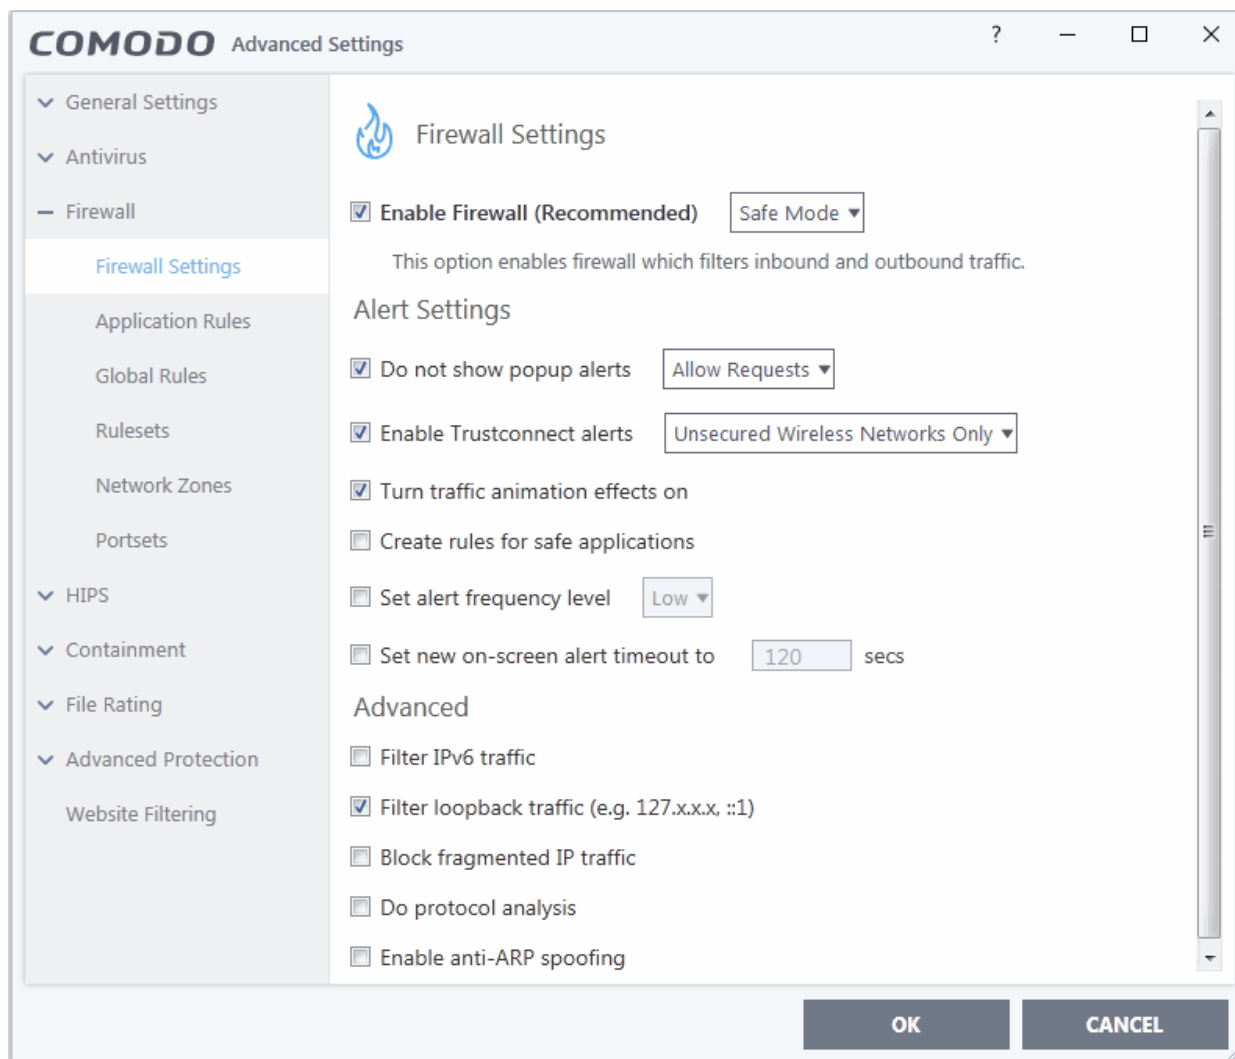 COMODO Advanced Settings ?
General Settings
Antivirus
Firewall
Firewall Settings
Application Rules
Global Rules
Rulesets
Network Zones
Portsets
HIPS
Containment
File Rating
Advanced Protection
Website Filtering
Firewall Settings
Enable Firewall (Recommended) Safe Mode
This option enables firewall which filters inbound and outbound traffic.
Alert Settings
Do not show popup alerts Allow Requests
Enable Trustconnect alerts Unsecured Wireless Networks Only
Turn traffic animation effects on
Create rules for safe applications
Set alert frequency level Low
Set new on-screen alert timeout to 120 secs
Advanced
Filter IPv6 traffic
Filter loopback traffic (e.g. 127.x.x.x, ::1)
Block fragmented IP traffic
Do protocol analysis
Enable anti-ARP spoofing
OK CANCEL